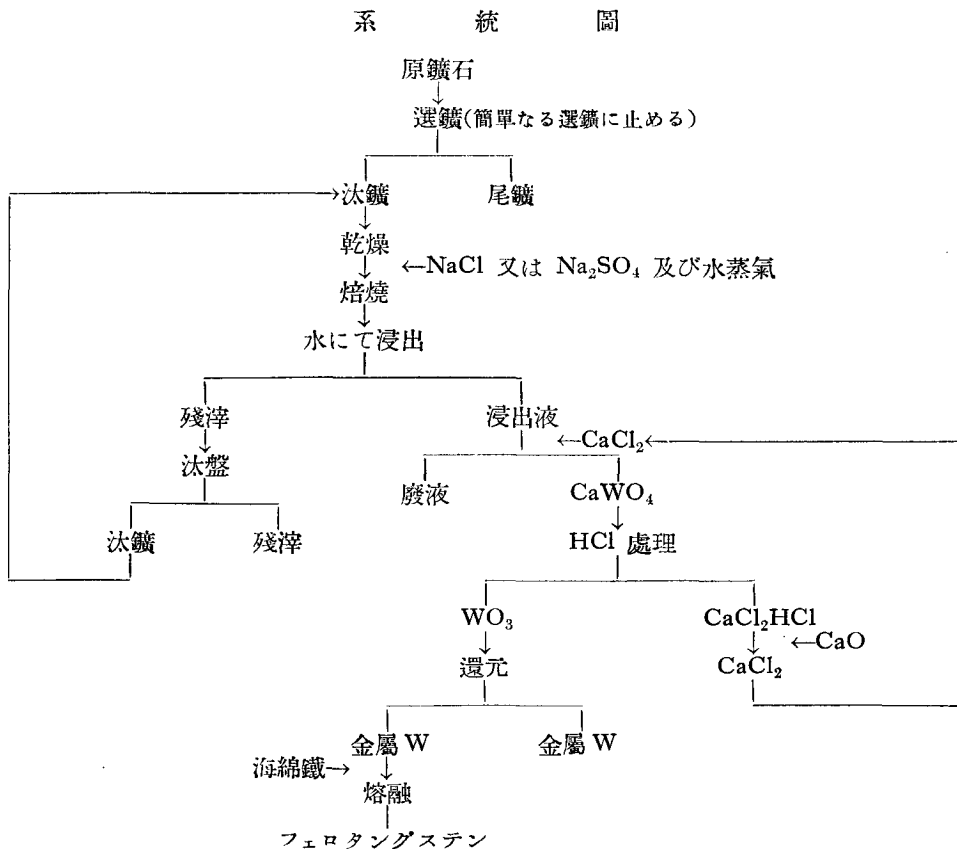 系統圖
原鑛石
選鑛(簡單なる選鑛に止める)
汰鑛 尾鑛
乾燥
←NaCl 又は Na₂SO₄ 及び水蒸氣
焙燒
水にて浸出
殘滓 浸出液
←CaCl₂←
汰盤
廢液 CaWO₄
汰鑛 殘滓 HCl 處理
WO₃ CaCl₂HCl
←CaO
還元 CaCl₂
金屬 W 金屬 W
海綿鐵→
熔融
フェロタングステン